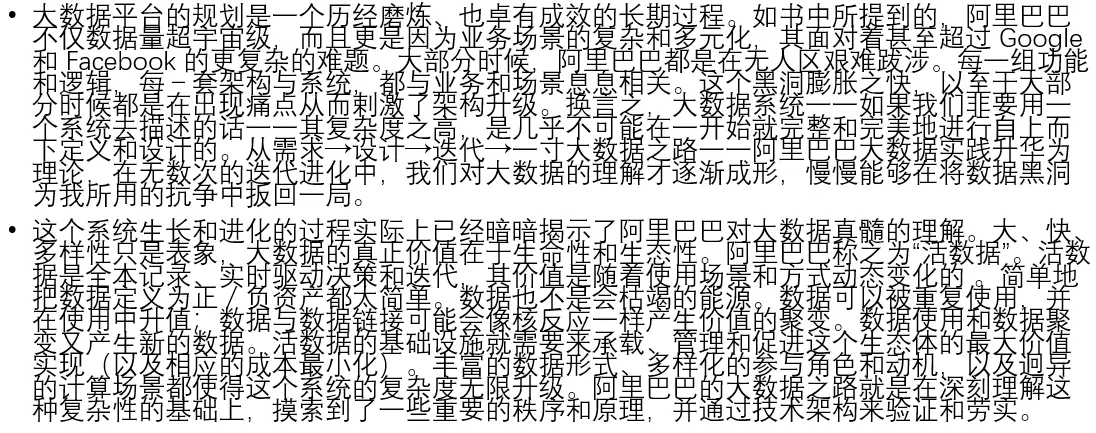 • 大数据平台的规划是一个历经磨炼、也卓有成效的长期过程。如书中所提到的，阿里巴巴
不仅数据量超宇宙级，而且更是因为业务场景的复杂和多元化，其面对着甚至超过 Google
和 Facebook 的更复杂的难题。大部分时候，阿里巴巴都是在无人区艰难跋涉。每一组功能
和逻辑，每 – 套架构与系统，都与业务和场景息息相关。这个黑洞膨胀之快，以至于大部
分时候都是在出现痛点从而刺激了架构升级。换言之，大数据系统——如果我们非要用一
个系统去描述的话——其复杂度之高，是几乎不可能在一开始就完整和完美地进行自上而
下定义和设计的。从需求→设计→迭代→一寸大数据之路——阿里巴巴大数据实践升华为
理论，在无数次的迭代进化中，我们对大数据的理解才逐渐成形，慢慢能够在将数据黑洞
为我所用的抗争中扳回一局。
• 这个系统生长和进化的过程实际上已经暗暗揭示了阿里巴巴对大数据真髓的理解。大、快、
多样性只是表象，大数据的真正价值在于生命性和生态性。阿里巴巴称之为“活数据”。活数
据是全本记录、实时驱动决策和迭代，其价值是随着使用场景和方式动态变化的 。简单地
把数据定义为正／负资产都太简单。数据也不是会枯竭的能源。数据可以被重复使用，并
在使用中升值；数据与数据链接可能会像核反应一样产生价值的聚变。数据使用和数据聚
变又产生新的数据。活数据的基础设施就需要来承载、管理和促进这个生态体的最大价值
实现（以及相应的成本最小化）。丰富的数据形式、多样化的参与角色和动机，以及迥异
的计算场景都使得这个系统的复杂度无限升级。阿里巴巴的大数据之路就是在深刻理解这
种复杂性的基础上，摸索到了一些重要的秩序和原理，并通过技术架构来验证和夯实。